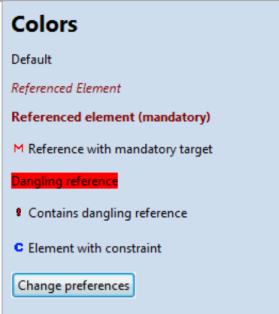 Colors
Default
Referenced Element
Referenced element (mandatory)
M Reference with mandatory target
Dangling reference
Contains dangling reference
C Element with constraint
Change preferences